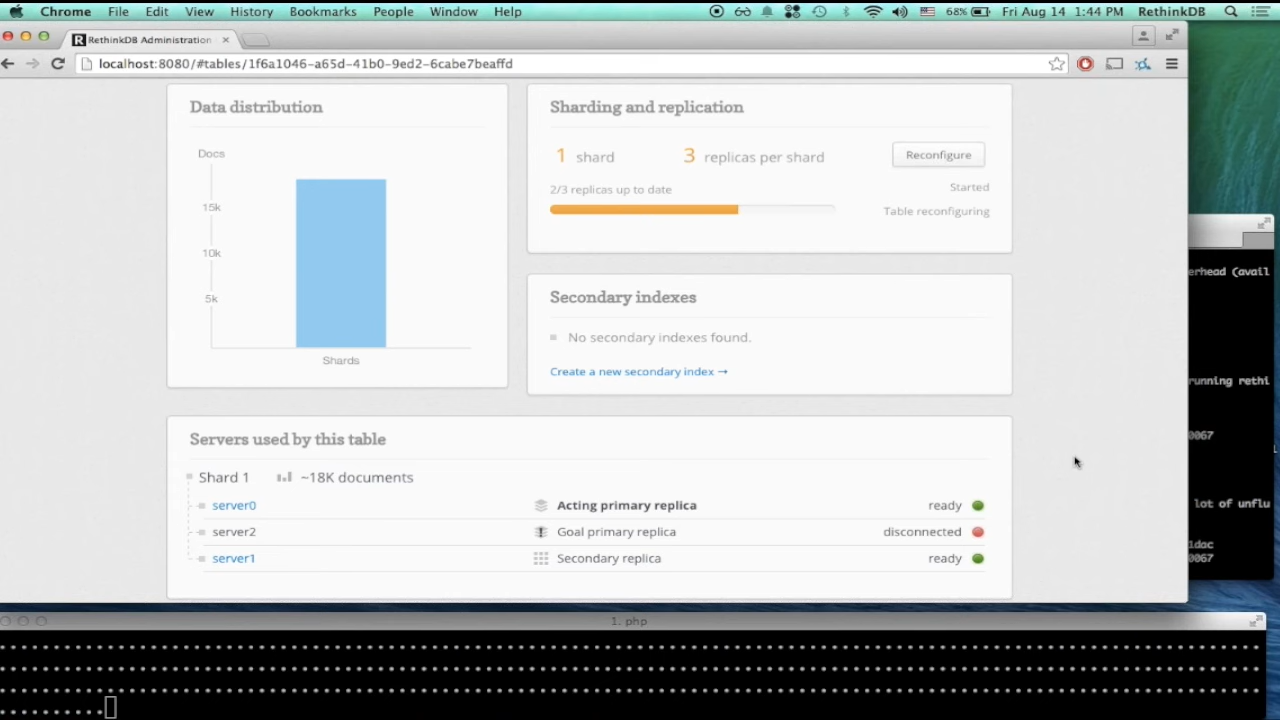 Chrome File Edit View History Bookmarks People Window Help 68% Fri Aug 14 1:44 PM RethinkDB
RethinkDB Administration
localhost:8080/#tables/1f6a1046-a65d-41b0-9ed2-6cabe7beaffd
Data distribution
Docs
15k
10k
5k
Shards
Sharding and replication
1 shard 3 replicas per shard Reconfigure
2/3 replicas up to date Started
Table reconfiguring
Secondary indexes
No secondary indexes found.
Create a new secondary index →
Servers used by this table
Shard 1 ~18K documents
server0 Acting primary replica ready
server2 Goal primary replica disconnected
server1 Secondary replica ready
erhead (avail
running rethi
0067
lot of unflu
ldac
0067
1. php